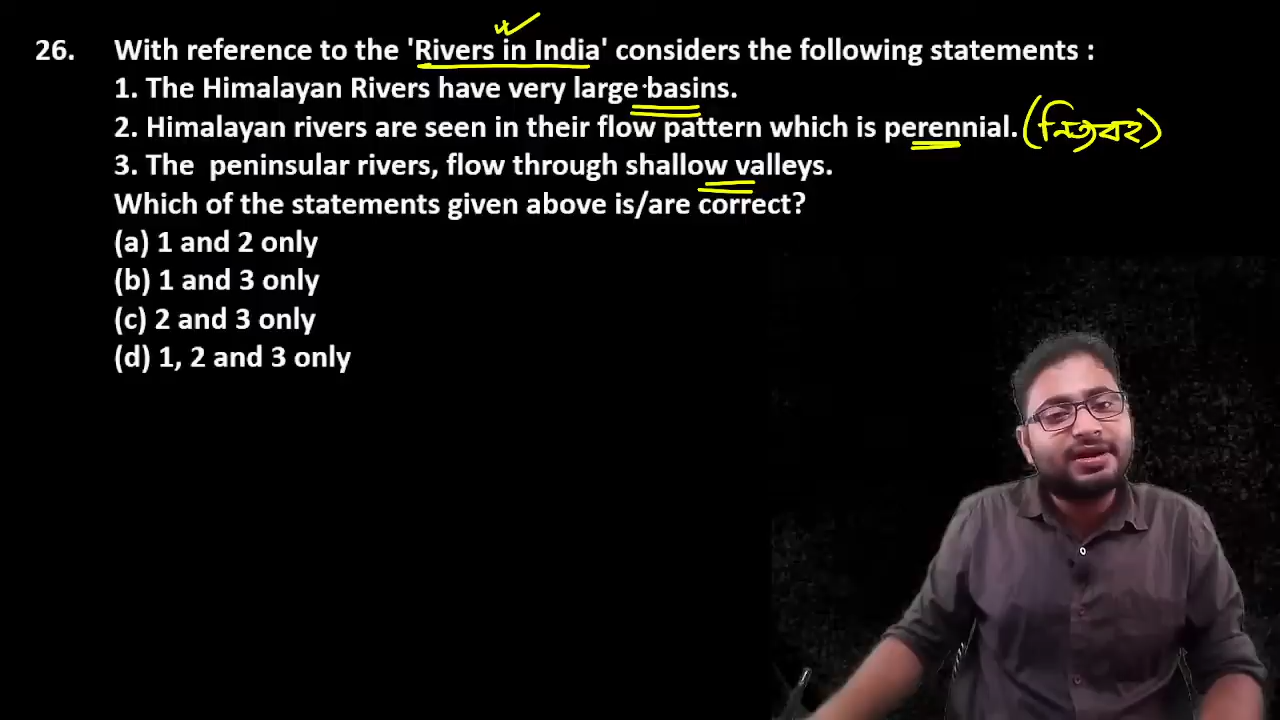 26. With reference to the 'Rivers in India' considers the following statements :
1. The Himalayan Rivers have very large basins.
2. Himalayan rivers are seen in their flow pattern which is perennial. (নিত্যবহ)
3. The peninsular rivers, flow through shallow valleys.
Which of the statements given above is/are correct?
(a) 1 and 2 only
(b) 1 and 3 only
(c) 2 and 3 only
(d) 1, 2 and 3 only